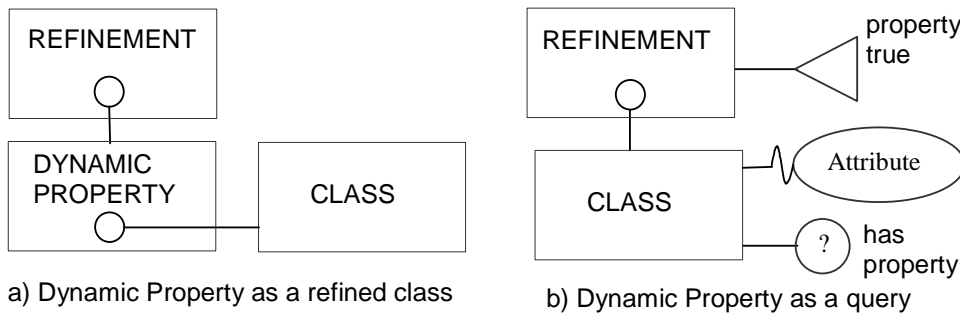 REFINEMENT
DYNAMIC
PROPERTY
CLASS
a) Dynamic Property as a refined class
REFINEMENT
property
true
CLASS
Attribute
?
has
property
b) Dynamic Property as a query